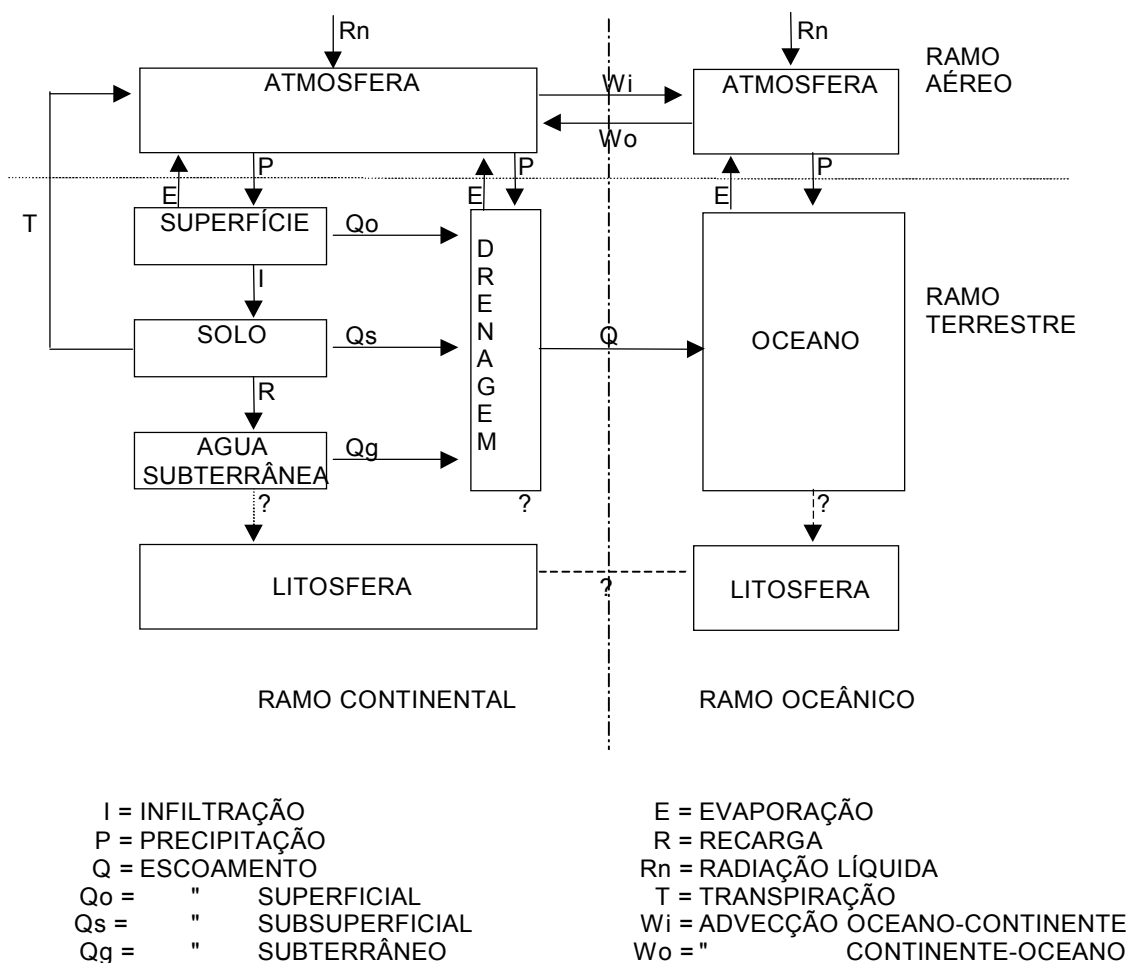 Rn Rn
RAMO
AÉREO
ATMOSFERA
ATMOSFERA
Wi
Wo
P P P
E E E
T
SUPERFÍCIE
Qo
DRENAGEM
I
SOLO
Qs
Q
OCEANO
RAMO
TERRESTRE
R
AGUA
SUBTERRÂNEA
Qg
? ? ?
LITOSFERA
?
LITOSFERA
RAMO CONTINENTAL
RAMO OCEÂNICO
I = INFILTRAÇÃO
P = PRECIPITAÇÃO
Q = ESCOAMENTO
Qo = " SUPERFICIAL
Qs = " SUBSUPERFICIAL
Qg = " SUBTERRÂNEO
E = EVAPORAÇÃO
R = RECARGA
Rn = RADIAÇÃO LÍQUIDA
T = TRANSPIRAÇÃO
Wi = ADVECÇÃO OCEANO-CONTINENTE
Wo = " CONTINENTE-OCEANO